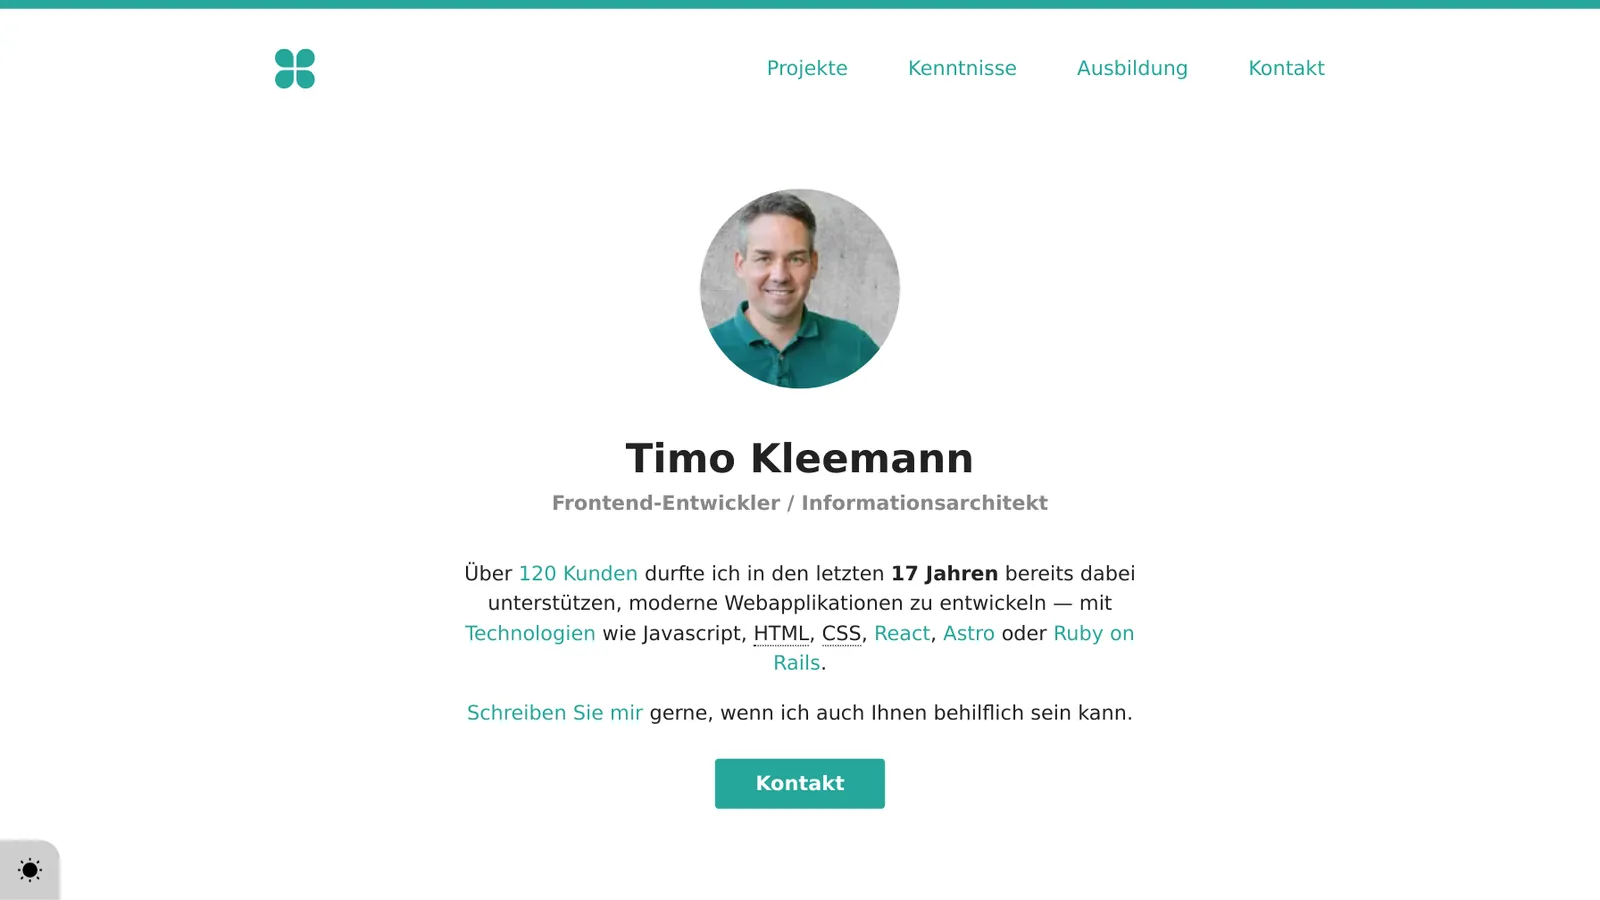 Projekte Kenntnisse Ausbildung Kontakt
Timo Kleemann
Frontend-Entwickler / Informationsarchitekt
Über 120 Kunden durfte ich in den letzten 17 Jahren bereits dabei
unterstützen, moderne Webapplikationen zu entwickeln — mit
Technologien wie Javascript, HTML, CSS, React, Astro oder Ruby on
Rails.
Schreiben Sie mir gerne, wenn ich auch Ihnen behilflich sein kann.
Kontakt